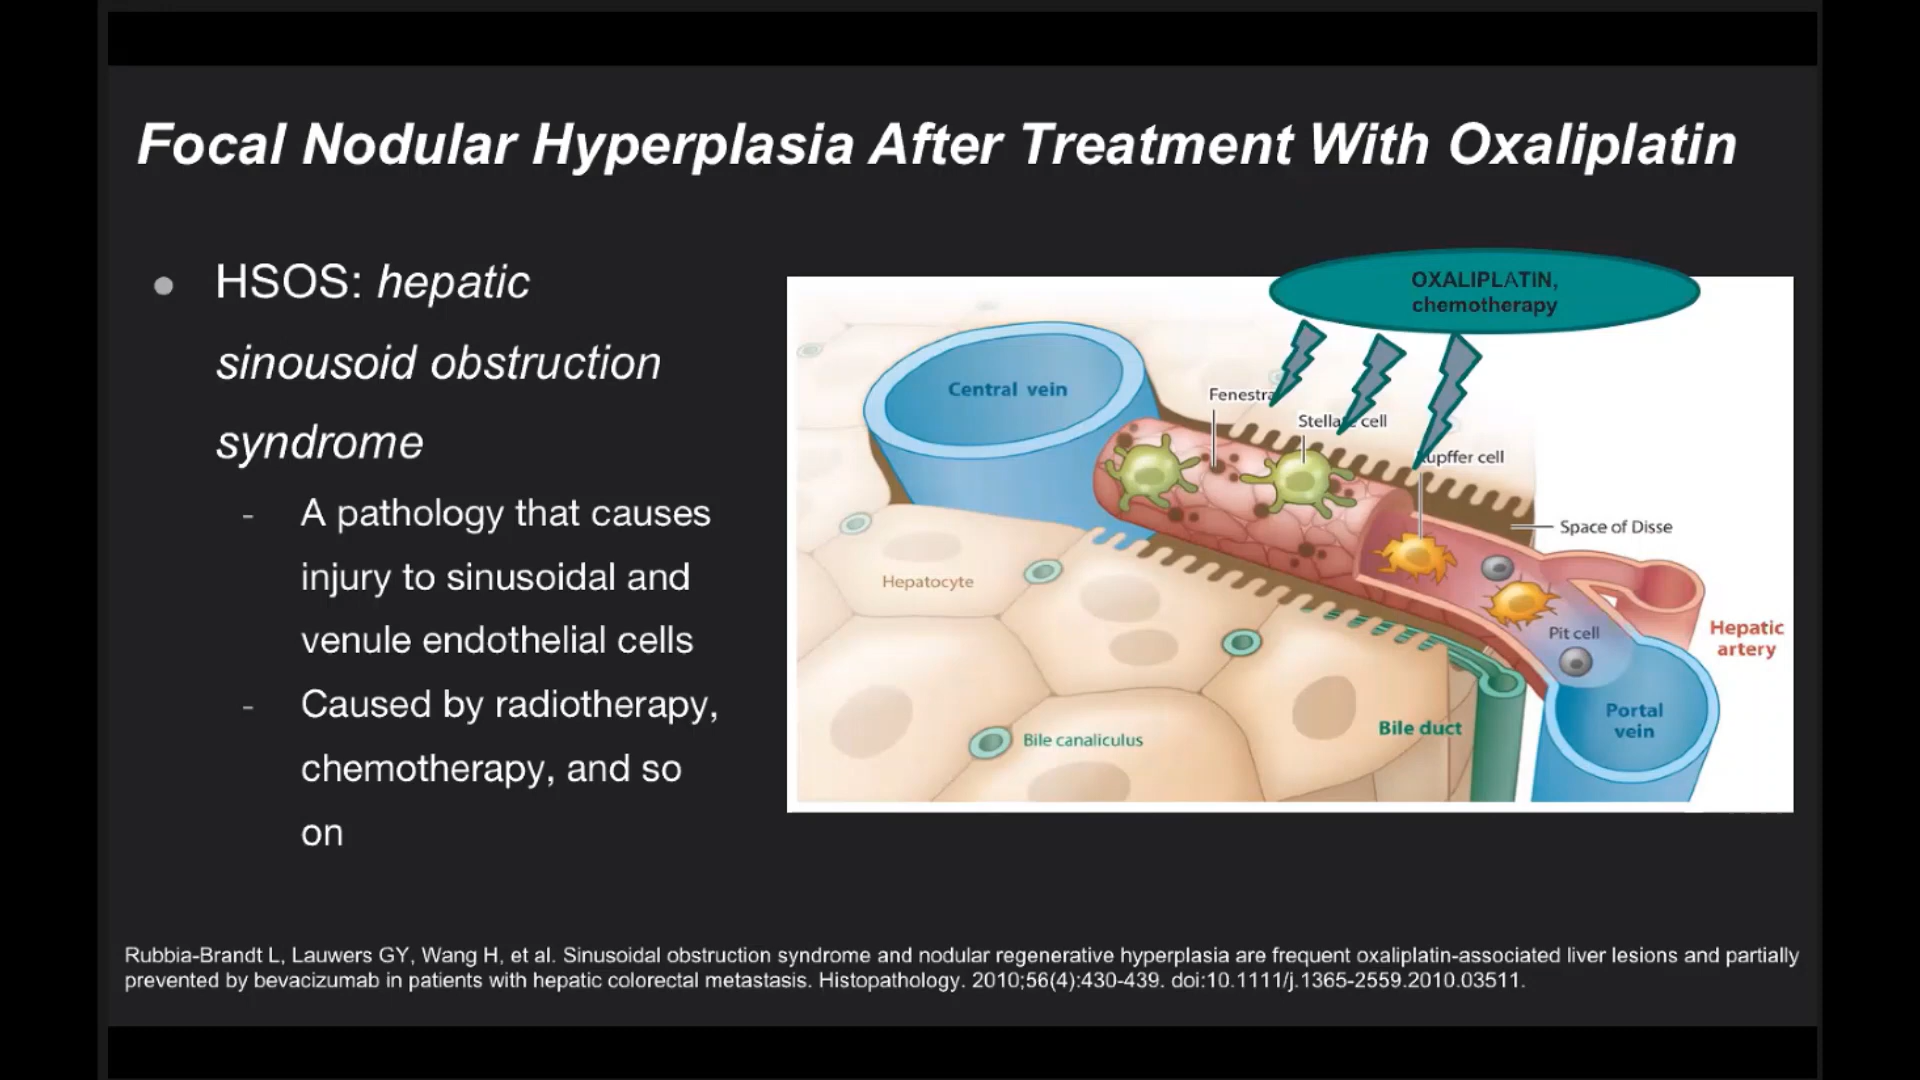 Focal Nodular Hyperplasia After Treatment With Oxaliplatin
HSOS: hepatic
sinousoid obstruction
syndrome
- A pathology that causes
injury to sinusoidal and
venule endothelial cells
- Caused by radiotherapy,
chemotherapy, and so
on
OXALIPLATIN,
chemotherapy
Central vein
cell
cell
Space of Disse
Hepatocyte
Pit cell
Hepatic
artery
Portal
vein
Bile duct
Bile canaliculus
Rubbia-Brandt L, Lauwers GY, Wang H, et al. Sinusoidal obstruction syndrome and nodular regenerative hyperplasia are frequent oxaliplatin-associated liver lesions and partially
prevented by bevacizumab in patients with hepatic colorectal metastasis. Histopathology. 2010;56(4):430-439. doi:10.1111/j.1365-2559.2010.03511.